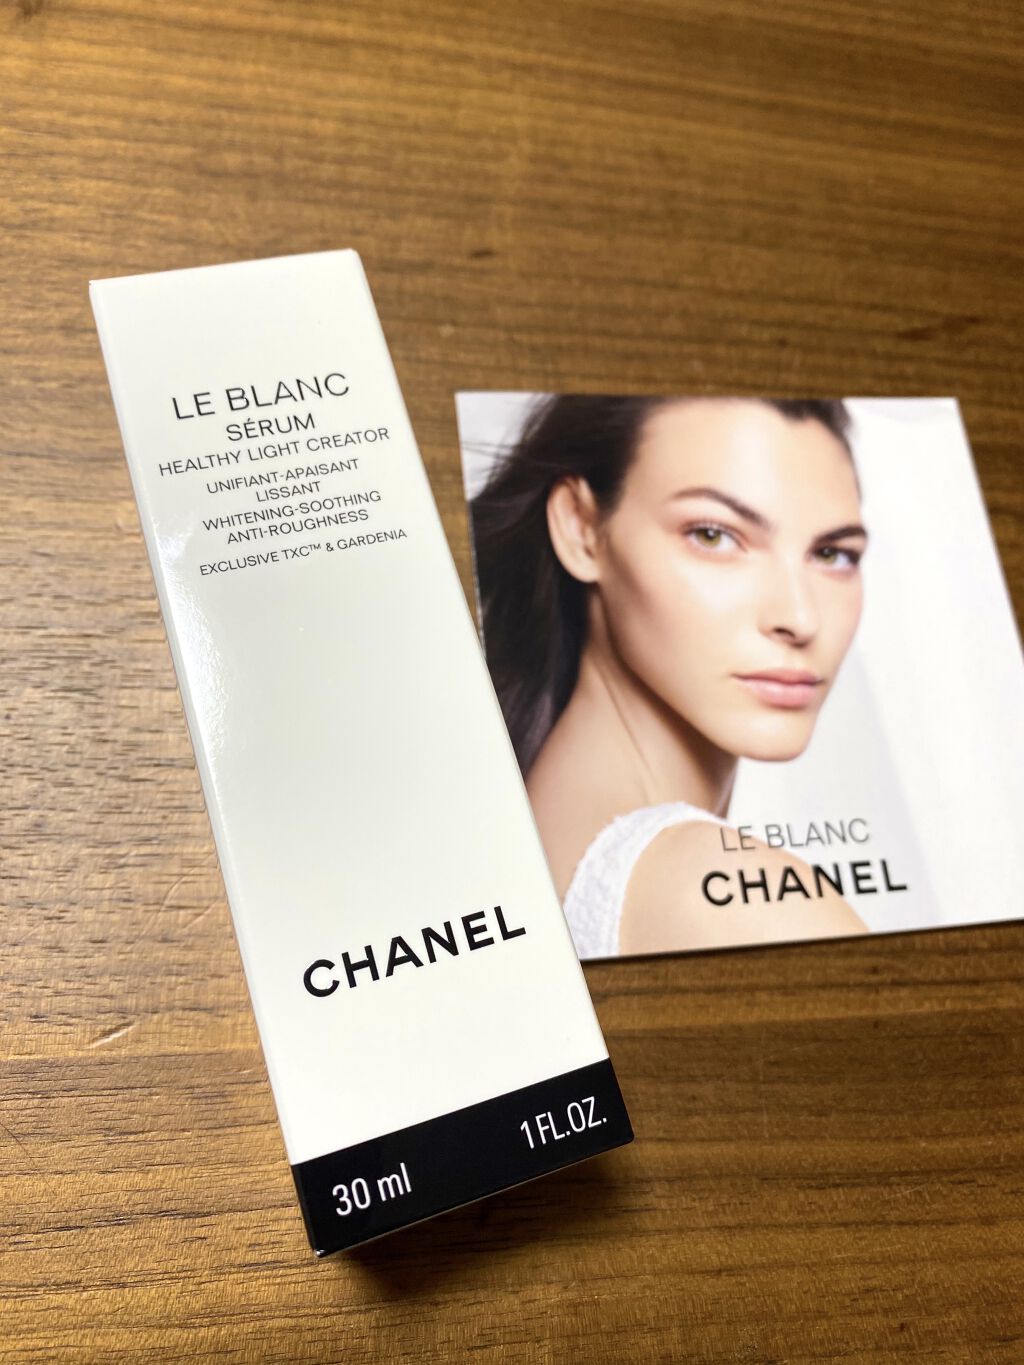 LE BLANC
SÉRUM
HEALTHY LIGHT CREATOR
UNIFIANT-APAISANT
LISSANT
WHITENING-SOOTHING
ANTI-ROUGHNESS
EXCLUSIVE TXC™ & GARDENIA
CHANEL
30 ml 1 FL.OZ.
LE BLANC
CHANEL